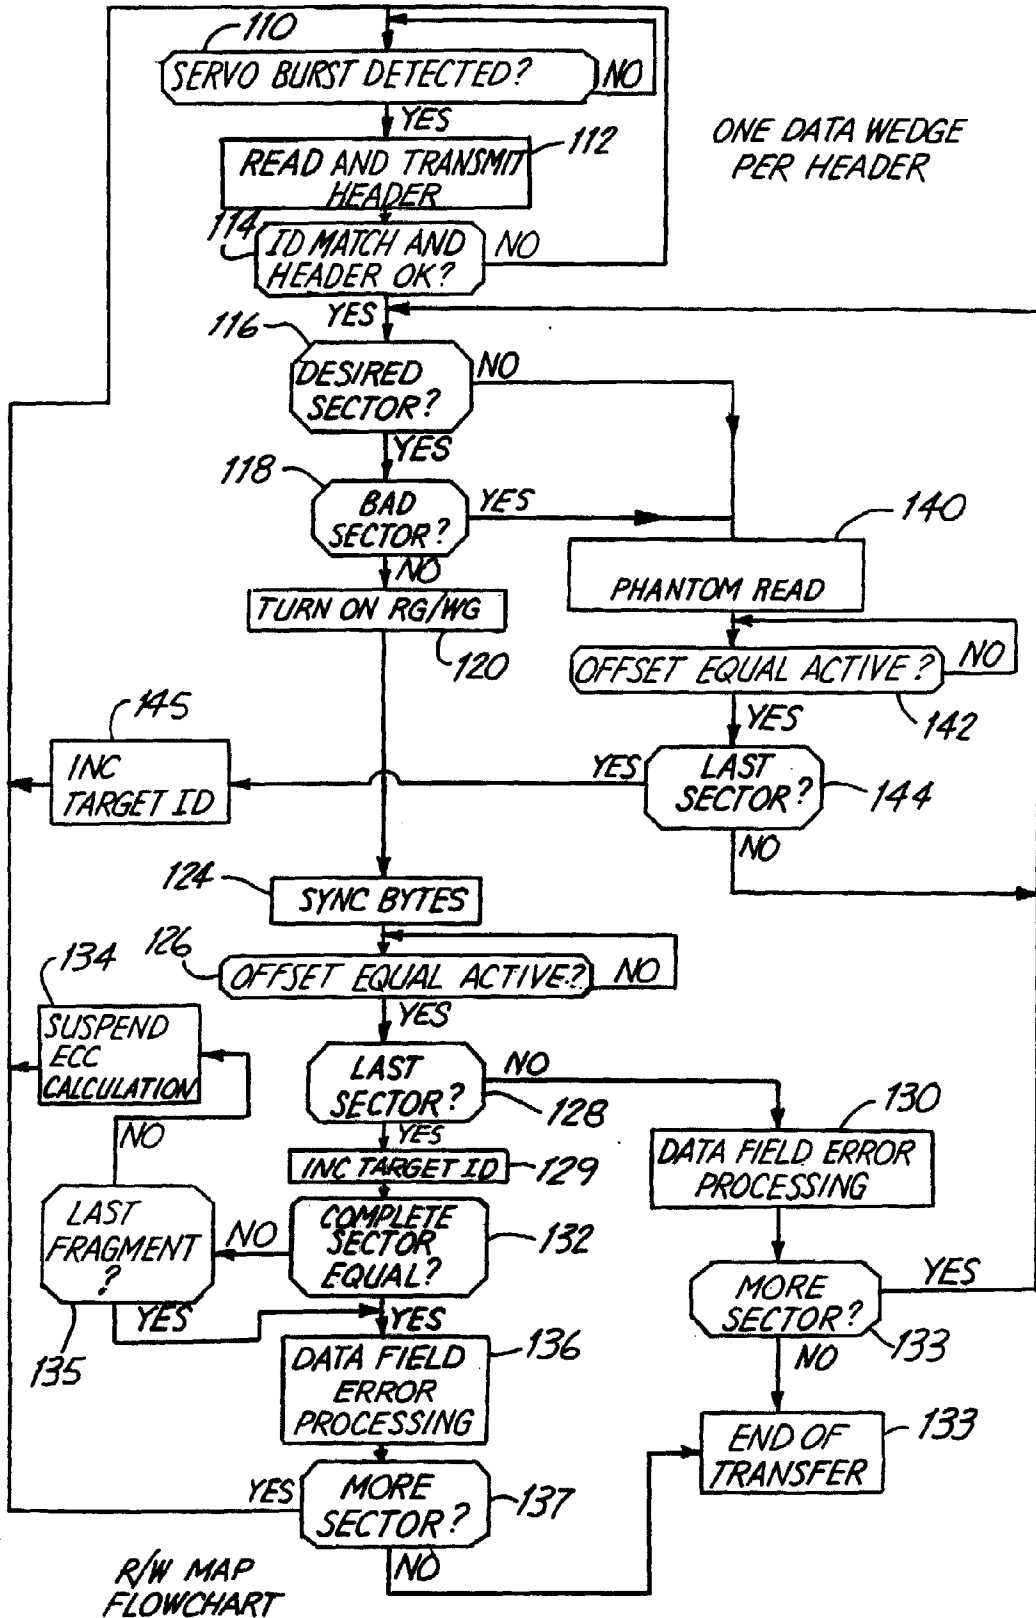 110
SERVO BURST DETECTED?
NO
YES
ONE DATA WEDGE
PER HEADER
112
READ AND TRANSMIT
HEADER
114
ID MATCH AND
HEADER OK?
NO
YES
116
DESIRED
SECTOR?
NO
YES
118
BAD
SECTOR?
YES
NO
140
PHANTOM READ
TURN ON RG/WG
120
OFFSET EQUAL ACTIVE?
NO
142
YES
145
INC
TARGET ID
YES
LAST
SECTOR?
144
NO
124
SYNC BYTES
126
OFFSET EQUAL ACTIVE?
NO
YES
134
SUSPEND
ECC
CALCULATION
NO
LAST
SECTOR?
NO
128
YES
130
DATA FIELD ERROR
PROCESSING
INC TARGET ID
129
LAST
FRAGMENT
?
NO
COMPLETE
SECTOR
EQUAL?
132
YES
135
YES
MORE
SECTOR?
YES
133
NO
DATA FIELD
ERROR
PROCESSING
136
END OF
TRANSFER
133
YES
MORE
SECTOR?
137
NO
R/W MAP
FLOWCHART